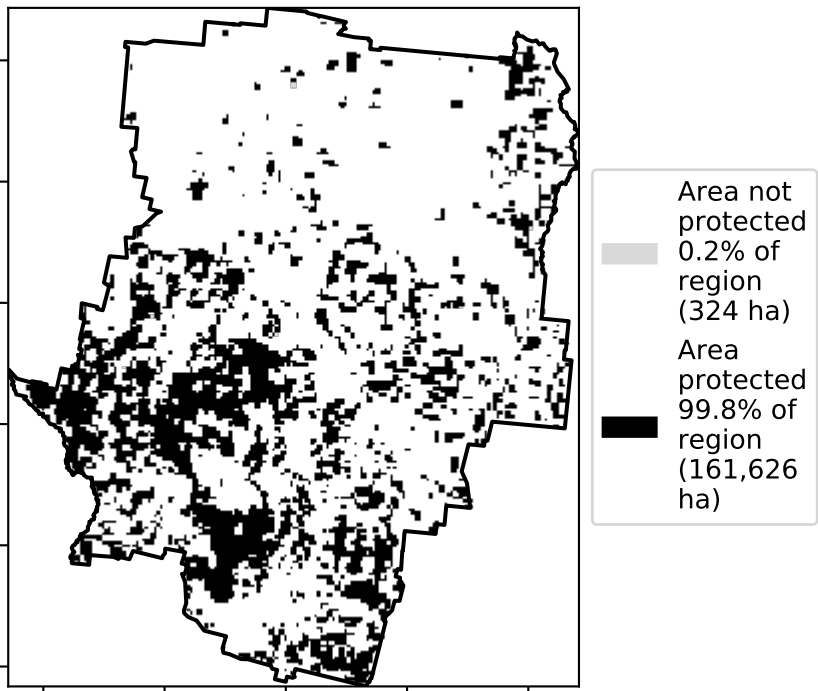 Area not
protected
0.2% of
region
(324 ha)
Area
protected
99.8% of
region
(161,626
ha)